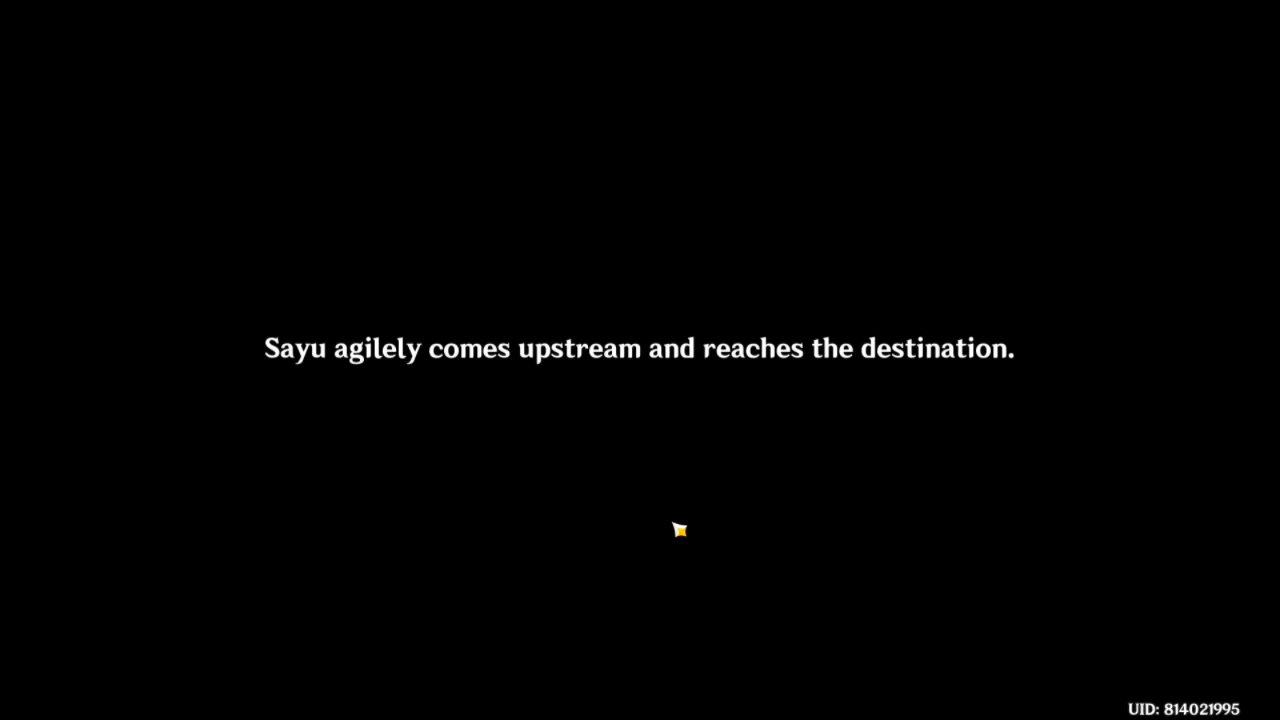 Sayu agilely comes upstream and reaches the destination.
UID: 814021995